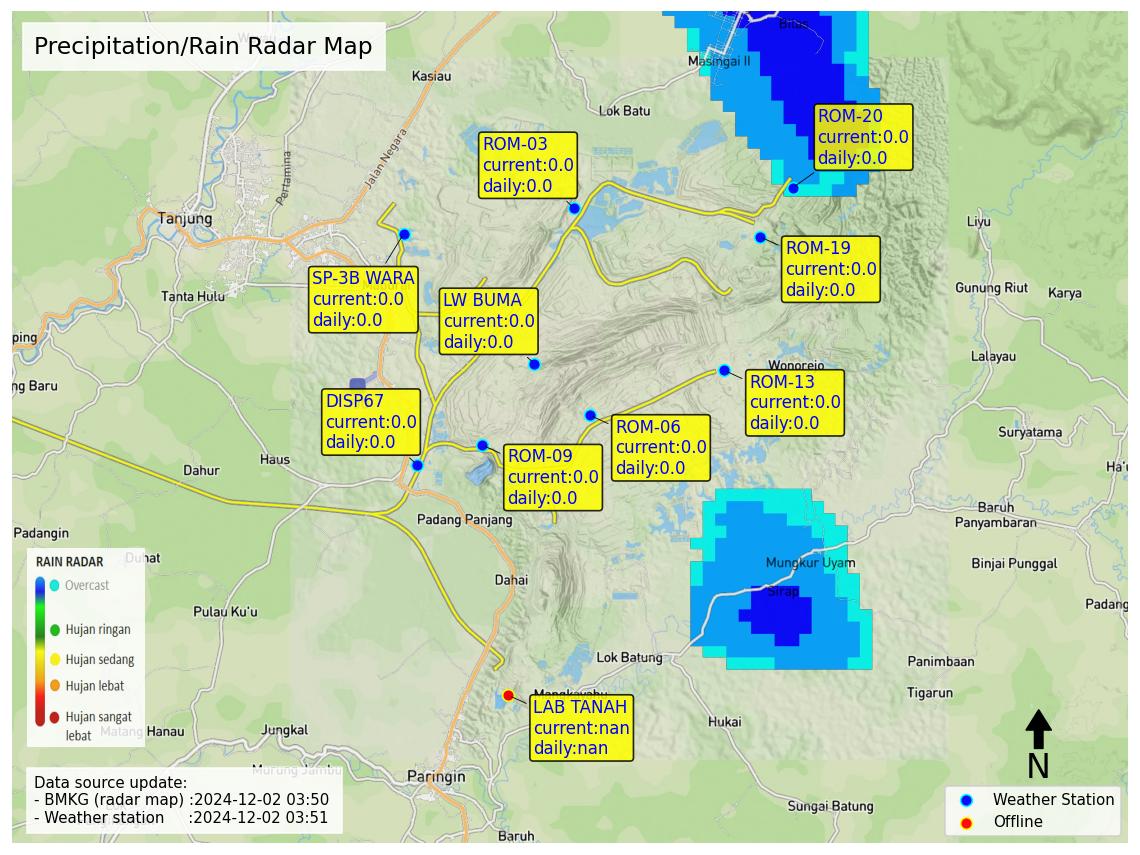 Precipitation/Rain Radar Map
Bilas
Masingai II
Kasiau
Lok Batu
Jalan Negara
Pertamina
Tanjung
Tanta Hulu
ROM-20
current:0.0
daily:0.0
ROM-03
current:0.0
daily:0.0
ROM-19
current:0.0
daily:0.0
SP-3B WARA
current:0.0
daily:0.0
LW BUMA
current:0.0
daily:0.0
Liyu
Gunung Riut
Karya
Lalayau
ping
ng Baru
Wonorejo
ROM-13
current:0.0
daily:0.0
DISP67
current:0.0
daily:0.0
ROM-06
current:0.0
daily:0.0
ROM-09
current:0.0
daily:0.0
Suryatama
Ha'u
Haus
Dahur
Padang Panjang
Baruh
Panyambaran
Padangin
Duhat
Mungkur Uyam
Binjai Punggal
Sirap
Dahai
Padang
Pulau Ku'u
RAIN RADAR
Overcast
Hujan ringan
Hujan sedang
Hujan lebat
Hujan sangat
lebat
Lok Batung
Panimbaan
Tigarun
Mangkayahu
LAB TANAH
current:nan
daily:nan
Hukai
Matang Hanau
Jungkal
Murung Jambu
Paringin
Sungai Batung
Baruh
Data source update:
- BMKG (radar map) :2024-12-02 03:50
- Weather station :2024-12-02 03:51
N
Weather Station
Offline